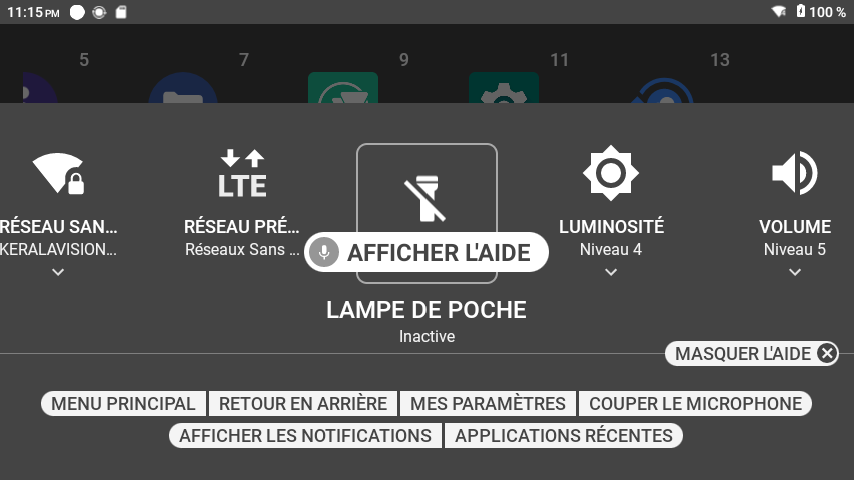 11:15 PM 100 %
5 7 9 11 13
LTE
RÉSEAU SAN... RÉSEAU PRÉ... LUMINOSITÉ VOLUME
KERALAVISION... Réseaux Sans ... Niveau 4 Niveau 5
AFFICHER L'AIDE
LAMPE DE POCHE
Inactive
MASQUER L'AIDE
MENU PRINCIPAL RETOUR EN ARRIÈRE MES PARAMÈTRES COUPER LE MICROPHONE
AFFICHER LES NOTIFICATIONS APPLICATIONS RÉCENTES